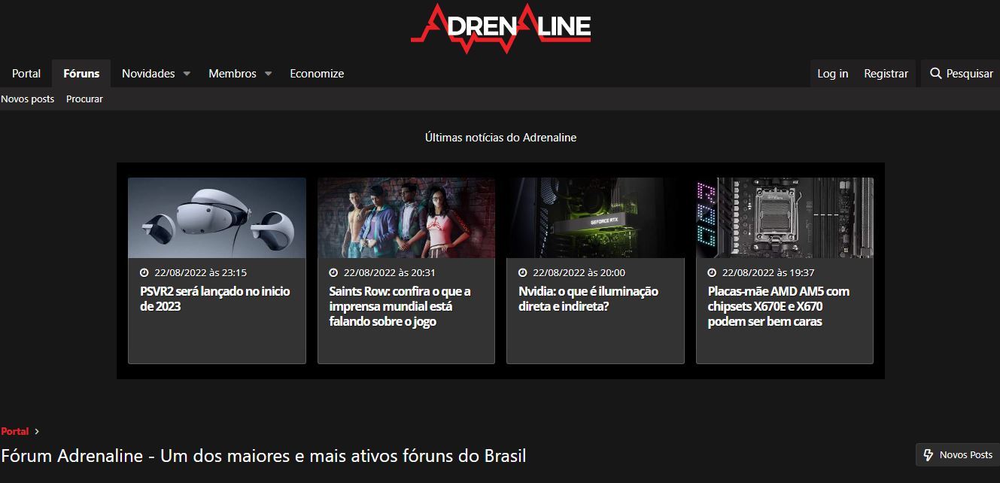 ADRENALINE
Portal Fóruns Novidades Membros Economize Log in Registrar Pesquisar
Novos posts Procurar
Últimas notícias do Adrenaline
GEFORCE RTX
22/08/2022 às 23:15
PSVR2 será lançado no inicio
de 2023
22/08/2022 às 20:31
Saints Row: confira o que a
imprensa mundial está
falando sobre o jogo
22/08/2022 às 20:00
Nvidia: o que é iluminação
direta e indireta?
22/08/2022 às 19:37
Placas-mãe AMD AM5 com
chipsets X670E e X670
podem ser bem caras
Portal
Fórum Adrenaline - Um dos maiores e mais ativos fóruns do Brasil
Novos Posts